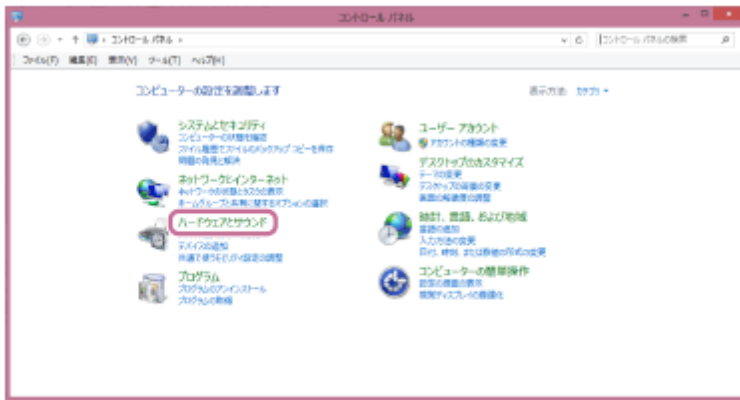 コントロール パネル
コントロール パネル
コントロール パネルの検索
ファイル(F) 編集(E) 表示(V) ツール(T) ヘルプ(H)
コンピューターの設定を調整します
表示方法: カテゴリ
システムとセキュリティ
コンピューターの状態を確認
ファイル履歴でファイルのバックアップ コピーを保存
問題の発見と解決
ネットワークとインターネット
ネットワークの状態とタスクの表示
ホームグループと共有に関するオプションの選択
ハードウェアとサウンド
デバイスの追加
共通で使うモビリティ設定の調整
プログラム
プログラムのアンインストール
プログラムの取得
ユーザー アカウント
アカウントの種類の変更
デスクトップのカスタマイズ
テーマの変更
デスクトップの背景の変更
画面の解像度の調整
時計、言語、および地域
言語の追加
入力方法の変更
日付、時刻、または数値の形式の変更
コンピューターの簡単操作
設定の提案の表示
視覚ディスプレイの最適化